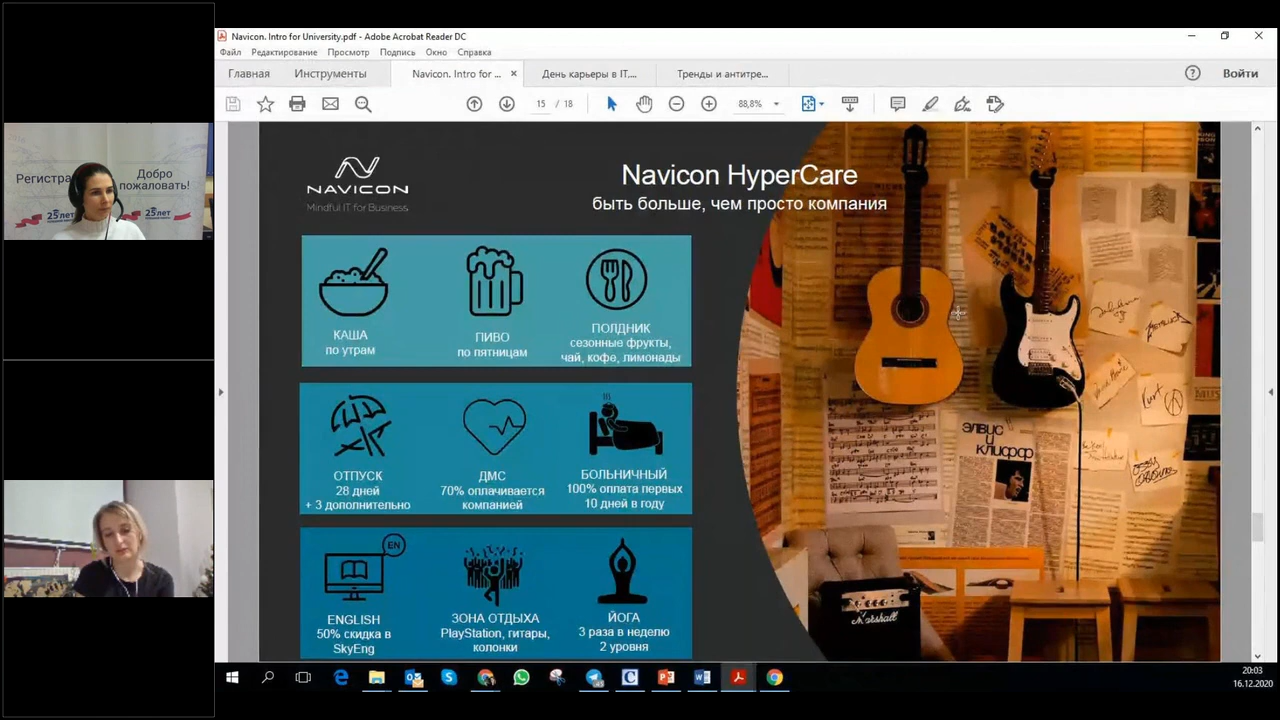 Navicon. Intro for University.pdf - Adobe Acrobat Reader DC
Файл Редактирование Просмотр Подпись Окно Справка
Главная Инструменты Navicon. Intro for ... × День карьеры в IT,... Тренды и антитре... Войти
15 / 18 88,8%
NAVICON
Mindful IT for Business
Navicon HyperCare
быть больше, чем просто компания
КАША
по утрам
ПИВО
по пятницам
ПОЛДНИК
сезонные фрукты,
чай, кофе, лимонады
ОТПУСК
28 дней
+ 3 дополнительно
ДМС
70% оплачивается
компанией
БОЛЬНИЧНЫЙ
100% оплата первых
10 дней в году
EN
ENGLISH
50% скидка в
SkyEng
ЗОНА ОТДЫХА
PlayStation, гитары,
колонки
ЙОГА
3 раза в неделю
2 уровня
ЭЛВИС
И
КЛИФФ
Marshall
Добро
пожаловать!
25 лет
25 лет
20:03
16.12.2020